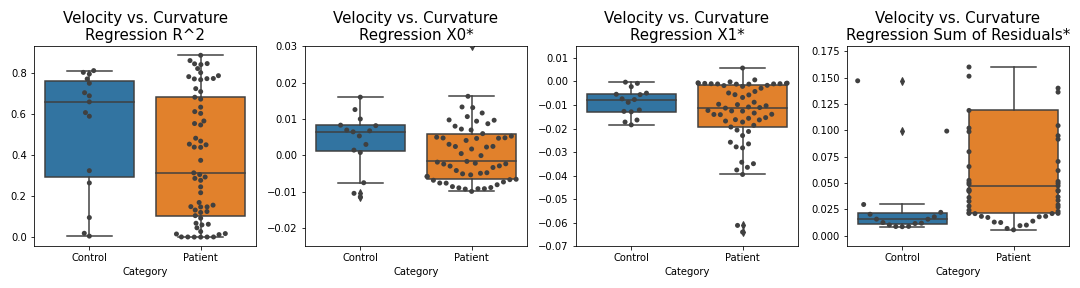 Velocity vs. Curvature
Regression R^2
0.8
0.6
0.4
0.2
0.0
Control
Patient
Category
Velocity vs. Curvature
Regression X0*
0.03
0.02
0.01
0.00
−0.01
−0.02
Control
Patient
Category
Velocity vs. Curvature
Regression X1*
0.01
0.00
−0.01
−0.02
−0.03
−0.04
−0.05
−0.06
−0.07
Control
Patient
Category
Velocity vs. Curvature
Regression Sum of Residuals*
0.175
0.150
0.125
0.100
0.075
0.050
0.025
0.000
Control
Patient
Category